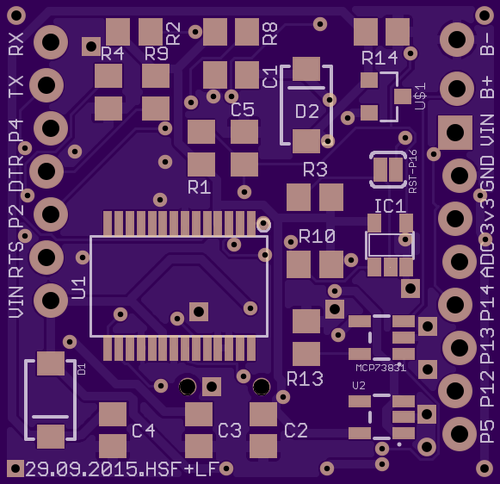 RX
TX
P4
DTR
P2
RTS
VIN
R4
R9
R2
R8
C1
R14
U$1
D2
C5
R1
R3
RST-P16
IC1
R10
U1
R13
MCP73831
U2
D1
C4
C3
C2
B-
B+
VIN
GND
3v3
ADC
P14
P13
P12
P5
29.09.2015.HSF+LF